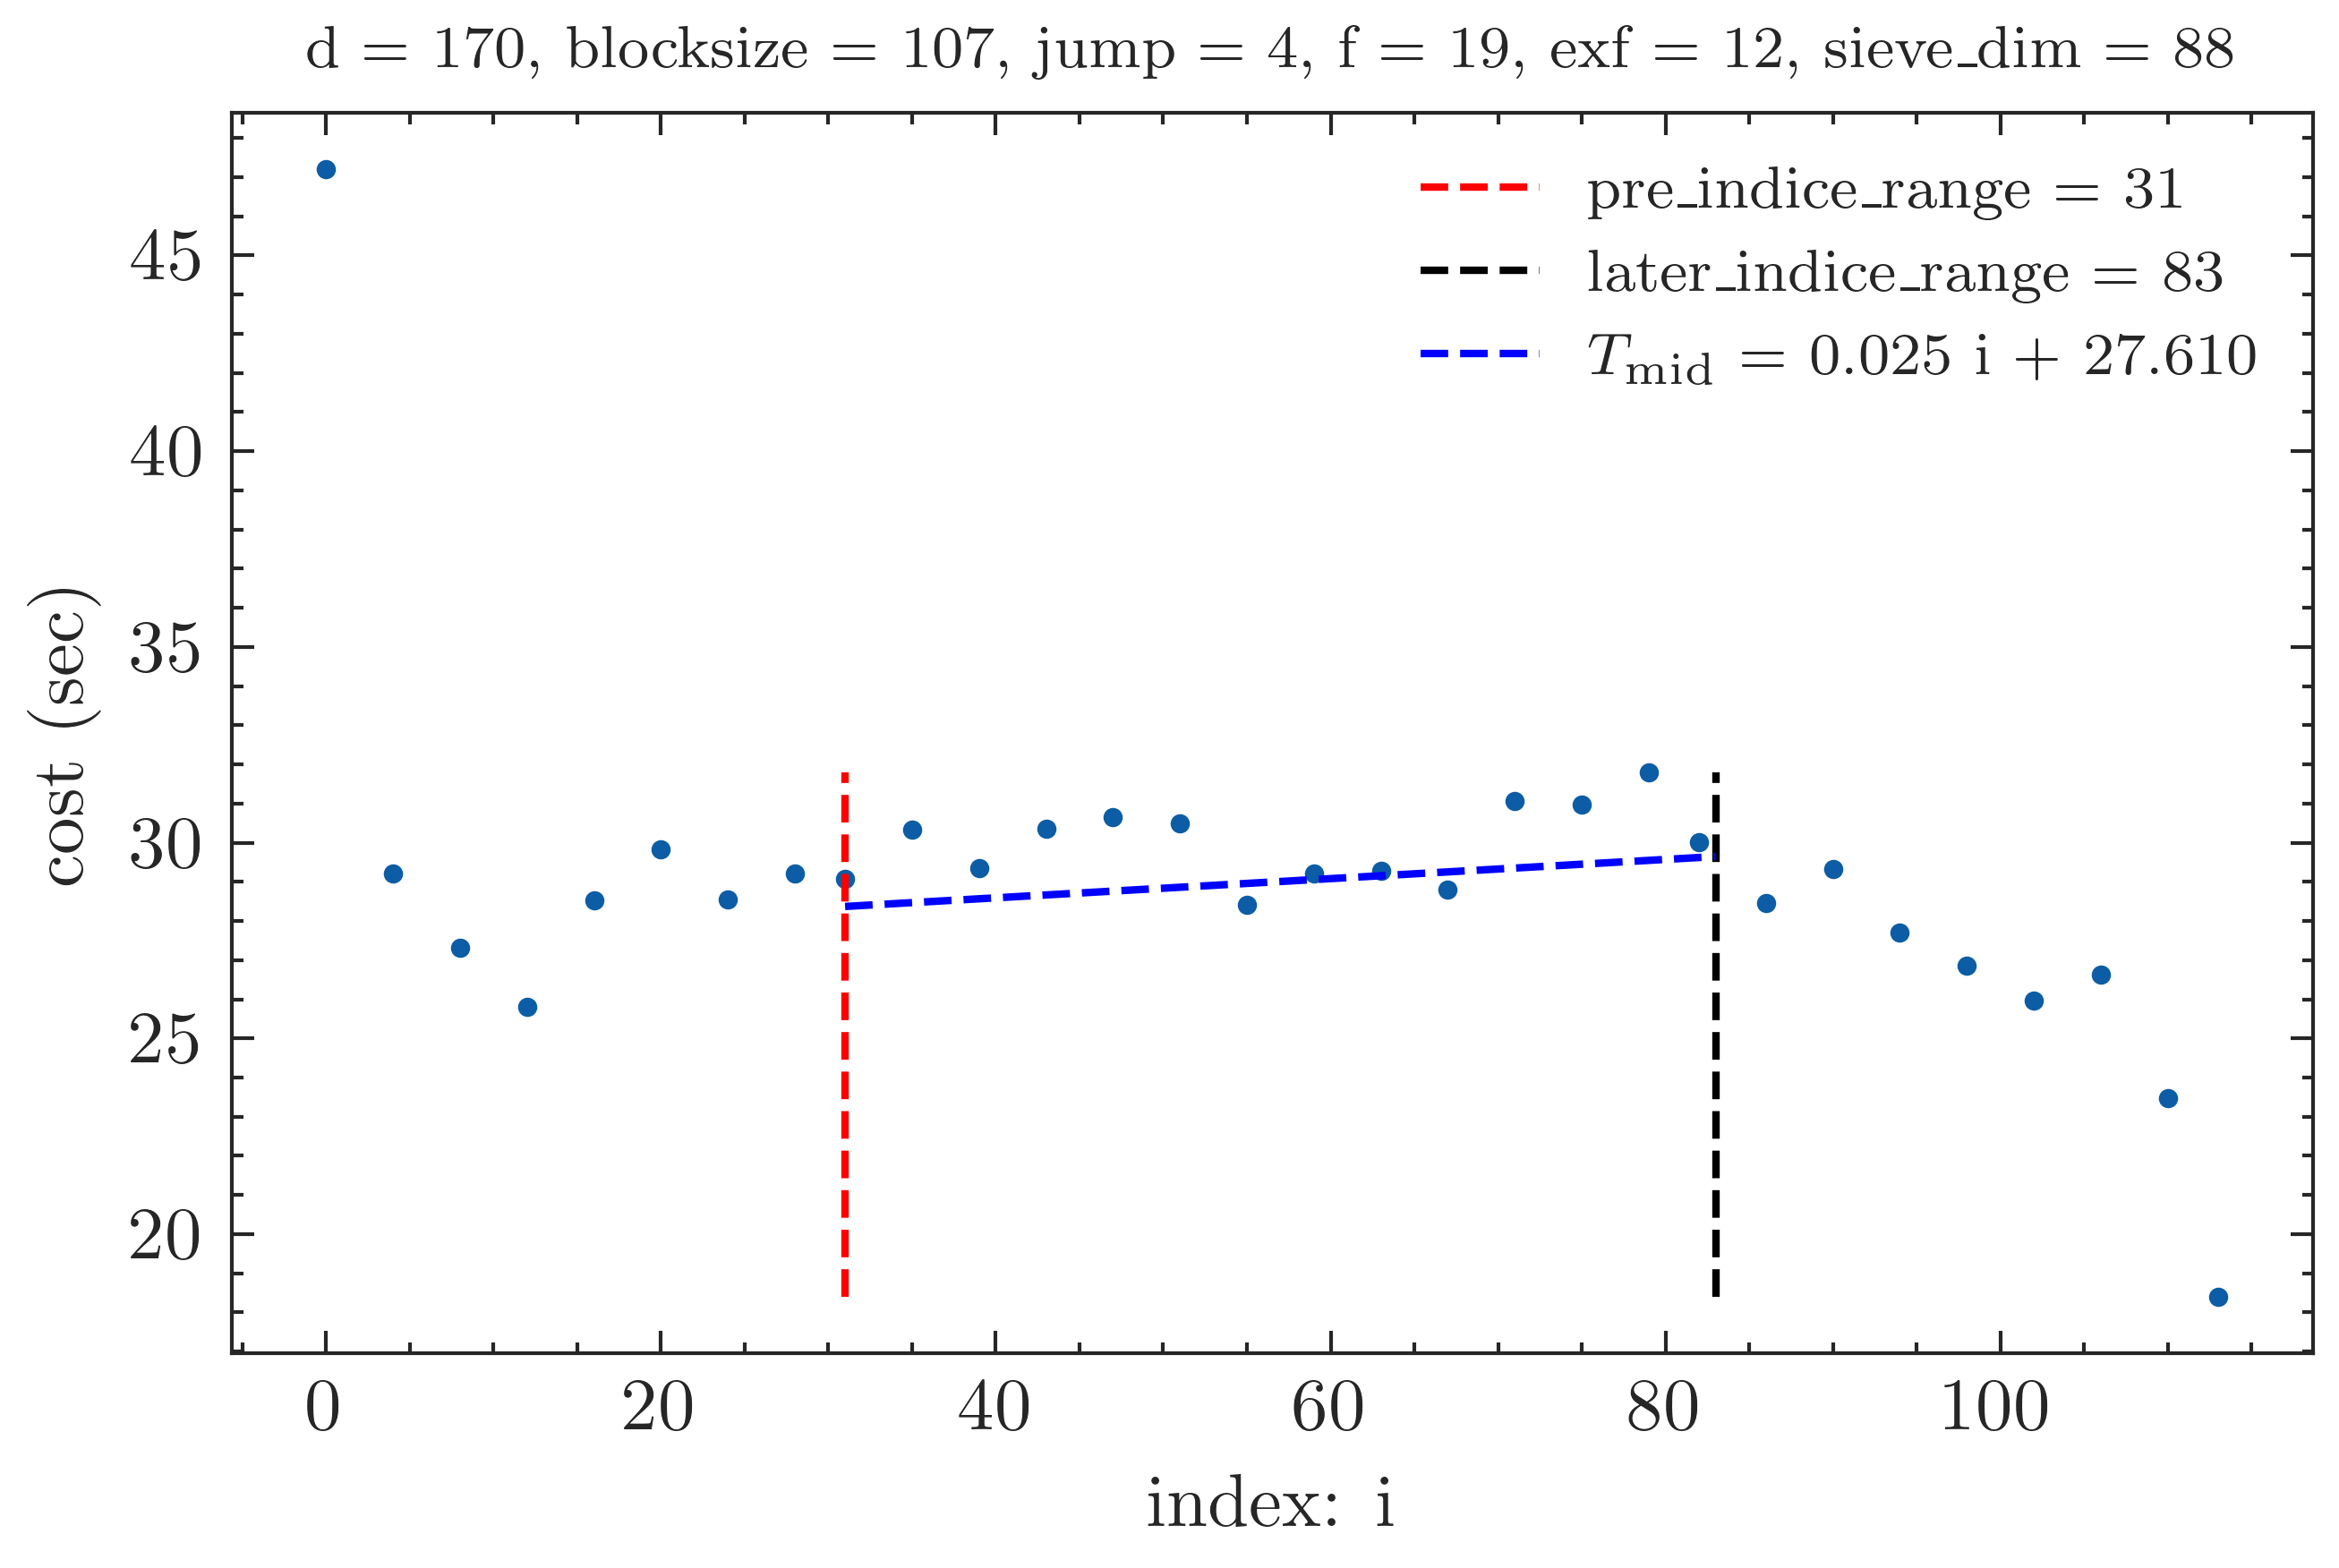 d = 170, blocksize = 107, jump = 4, f = 19, exf = 12, sieve_dim = 88
pre_indice_range = 31
later_indice_range = 83
T_mid = 0.025 i + 27.610
45
40
35
30
25
20
cost (sec)
0 20 40 60 80 100
index: i